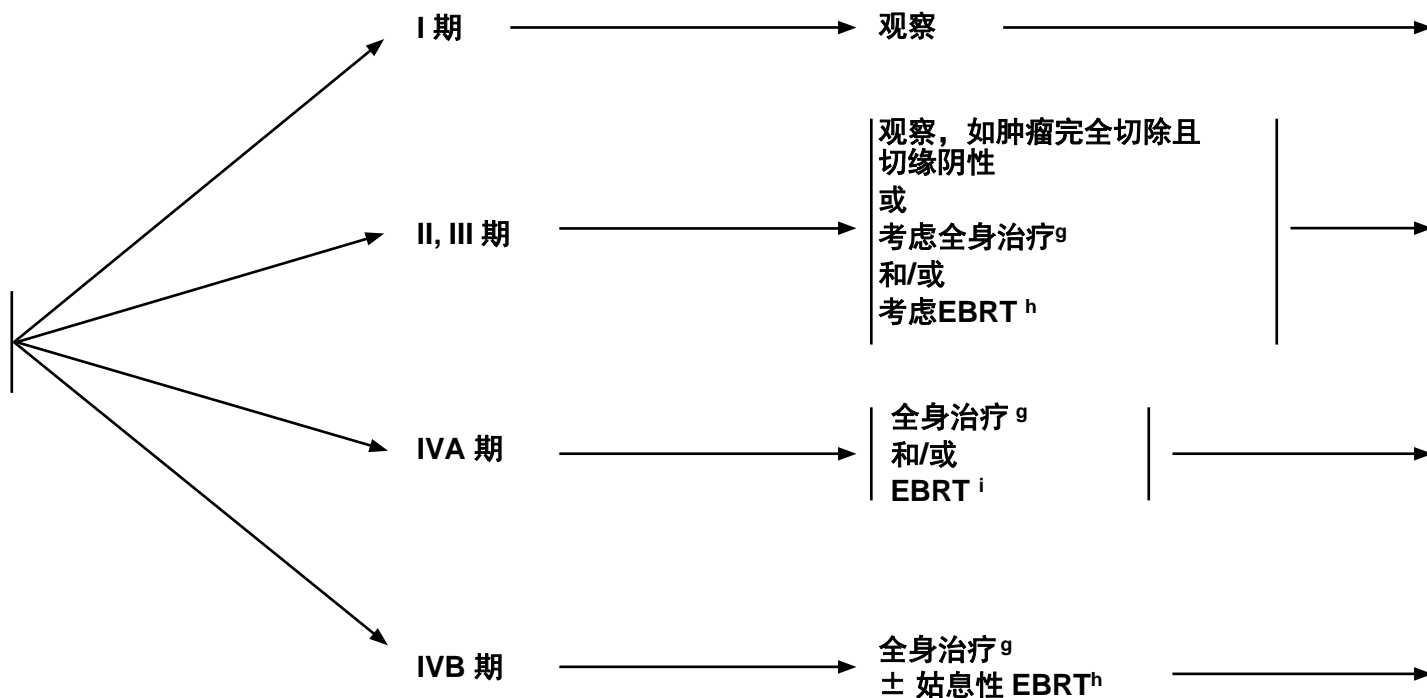 I 期
观察
II, III 期
观察，如肿瘤完全切除且
切缘阴性
或
考虑全身治疗g
和/或
考虑EBRT h
IVA 期
全身治疗 g
和/或
EBRT i
IVB 期
全身治疗g
± 姑息性 EBRTh